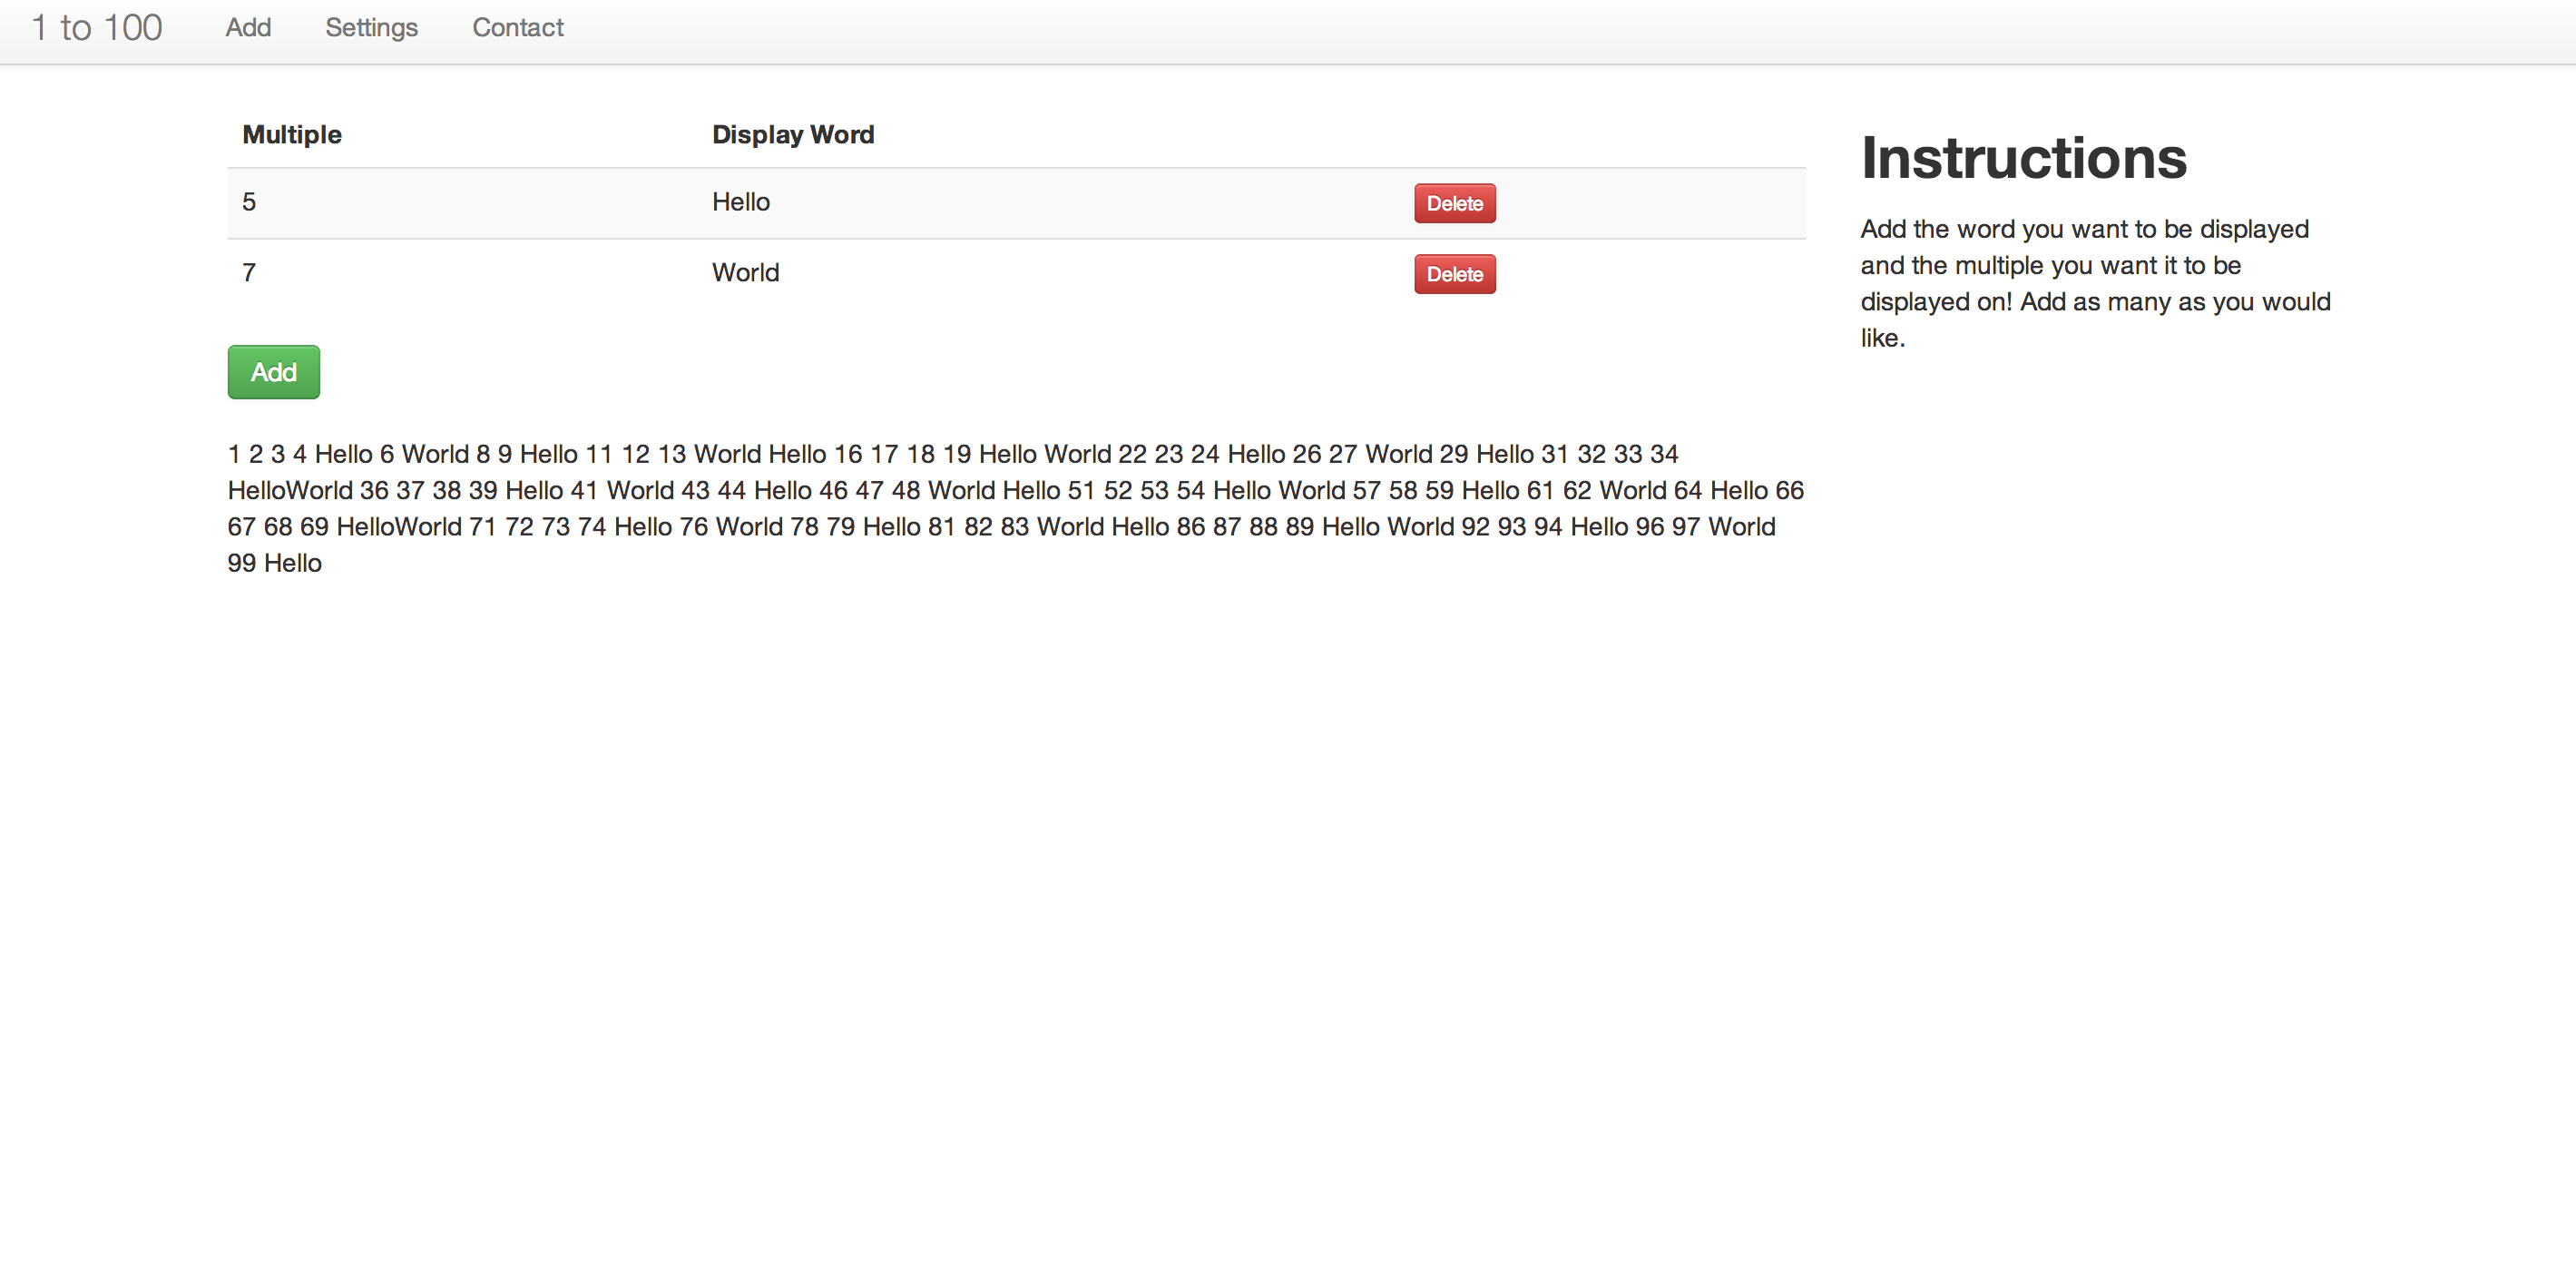 1 to 100 Add Settings Contact
Multiple Display Word
5 Hello Delete
7 World Delete
Add
1 2 3 4 Hello 6 World 8 9 Hello 11 12 13 World Hello 16 17 18 19 Hello World 22 23 24 Hello 26 27 World 29 Hello 31 32 33 34
HelloWorld 36 37 38 39 Hello 41 World 43 44 Hello 46 47 48 World Hello 51 52 53 54 Hello World 57 58 59 Hello 61 62 World 64 Hello 66
67 68 69 HelloWorld 71 72 73 74 Hello 76 World 78 79 Hello 81 82 83 World Hello 86 87 88 89 Hello World 92 93 94 Hello 96 97 World
99 Hello
Instructions
Add the word you want to be displayed
and the multiple you want it to be
displayed on! Add as many as you would
like.